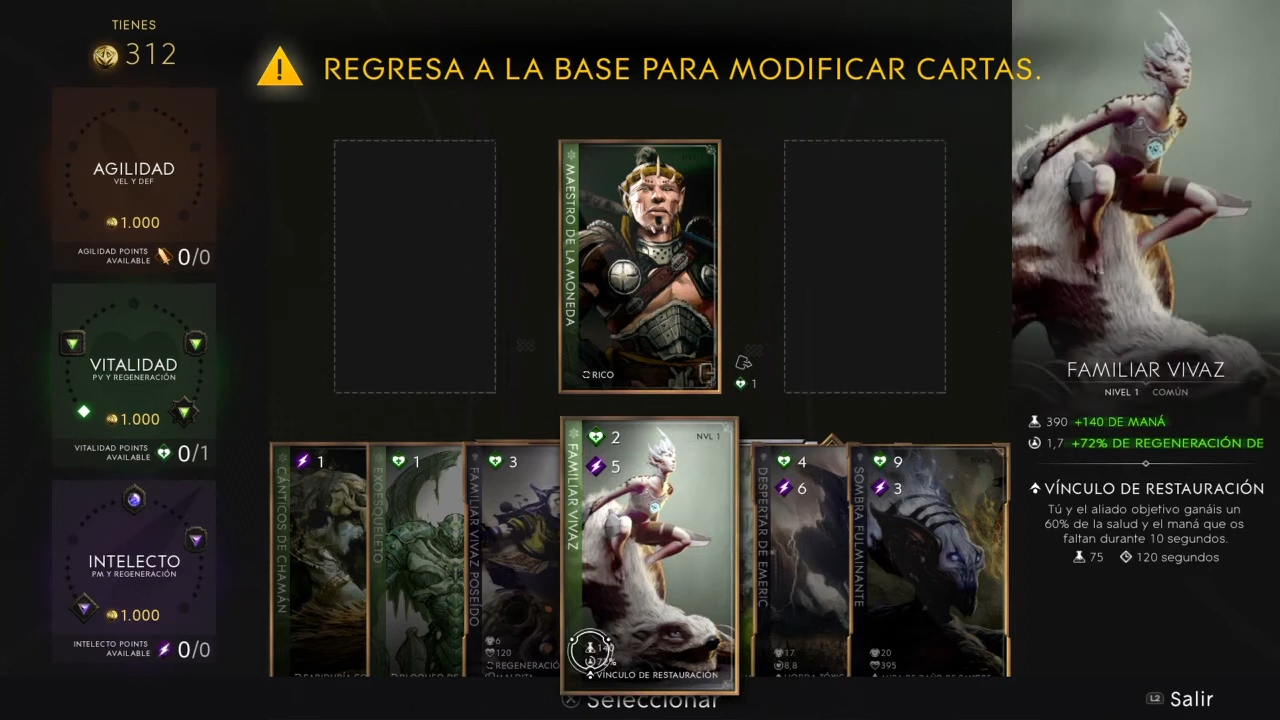 TIENES
312
REGRESA A LA BASE PARA MODIFICAR CARTAS.
AGILIDAD
VEL Y DEF
1.000
AGILIDAD POINTS
AVAILABLE 0/0
VITALIDAD
PV Y REGENERACIÓN
1.000
VITALIDAD POINTS
AVAILABLE 0/1
INTELECTO
PM Y REGENERACIÓN
1.000
INTELECTO POINTS
AVAILABLE 0/0
MAESTRO DE LA MONEDA
RICO
1
1
CÁNTICOS DE CHAMÁN
1
EXOESQUELETO
3
FAMILIAR VIVAZ POSEÍDO
6
120
REGENERACIÓ
2
5
NVL 1
FAMILIAR VIVAZ
VÍNCULO DE RESTAURACIÓN
4
6
DESPERTAR DE EMERIC
17
8,8
9
3
SOMBRA FULMINANTE
20
395
FAMILIAR VIVAZ
NIVEL 1 COMÚN
390 +140 DE MANÁ
1,7 +72% DE REGENERACIÓN DE
VÍNCULO DE RESTAURACIÓN
Tú y el aliado objetivo ganáis un
60% de la salud y el maná que os
faltan durante 10 segundos.
75 120 segundos
Seleccionar
L2 Salir